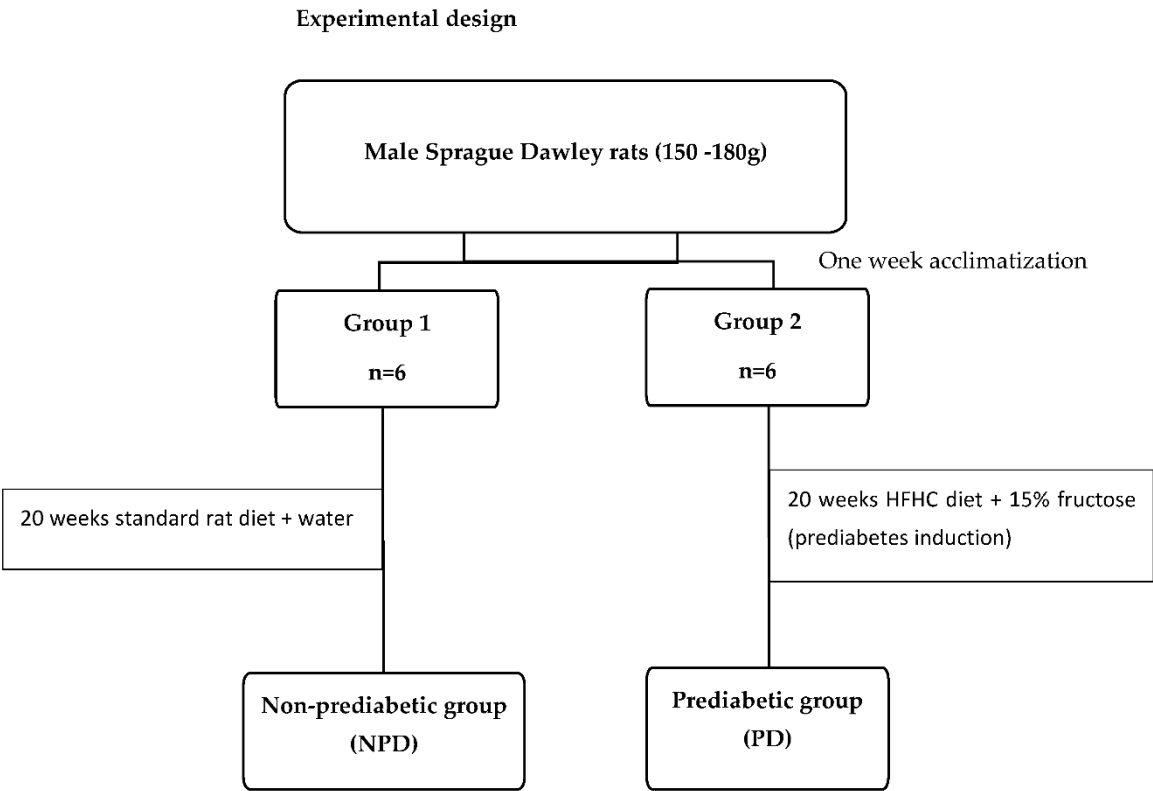 Experimental design
Male Sprague Dawley rats (150 -180g)
One week acclimatization
Group 1
n=6
Group 2
n=6
20 weeks standard rat diet + water
20 weeks HFHC diet + 15% fructose
(prediabetes induction)
Non-prediabetic group
(NPD)
Prediabetic group
(PD)